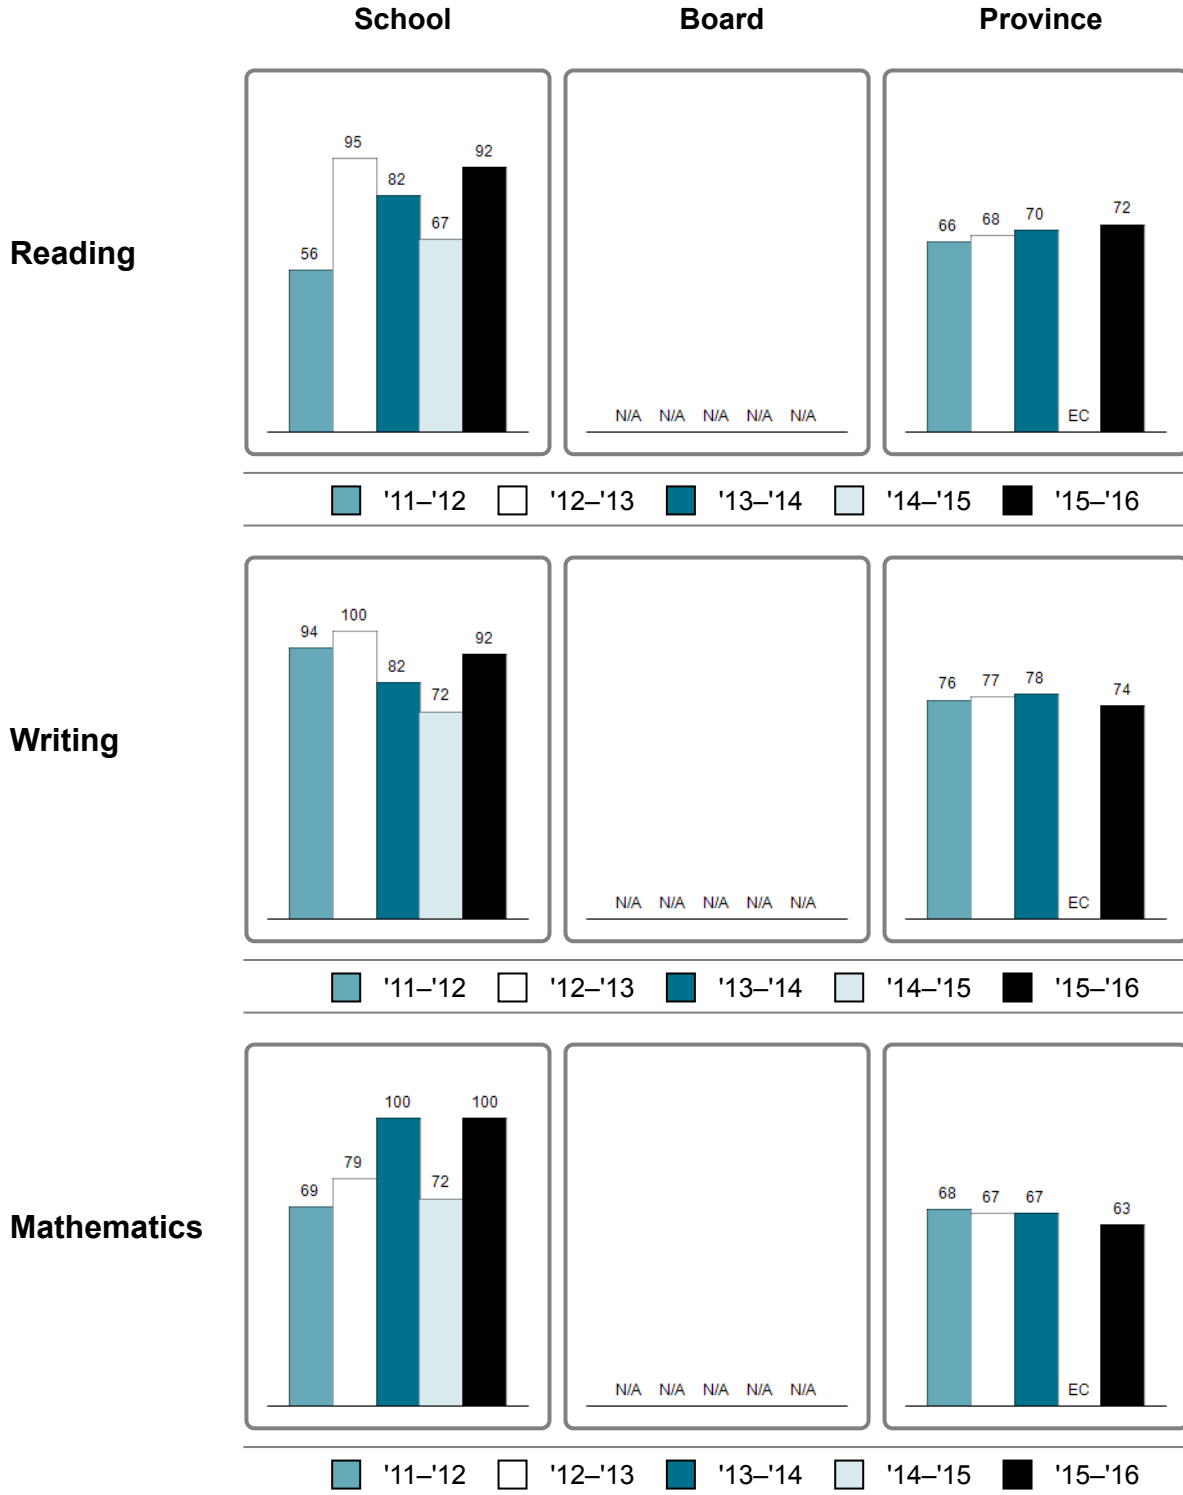 School Board Province
Reading
95
92
82
67
56
N/A N/A N/A N/A N/A
72
70
68
66
EC
'11–'12 '12–'13 '13–'14 '14–'15 '15–'16
Writing
100
94
92
82
72
N/A N/A N/A N/A N/A
78
77
76
74
EC
'11–'12 '12–'13 '13–'14 '14–'15 '15–'16
Mathematics
100 100
79
72
69
N/A N/A N/A N/A N/A
68 67 67
63
EC
'11–'12 '12–'13 '13–'14 '14–'15 '15–'16